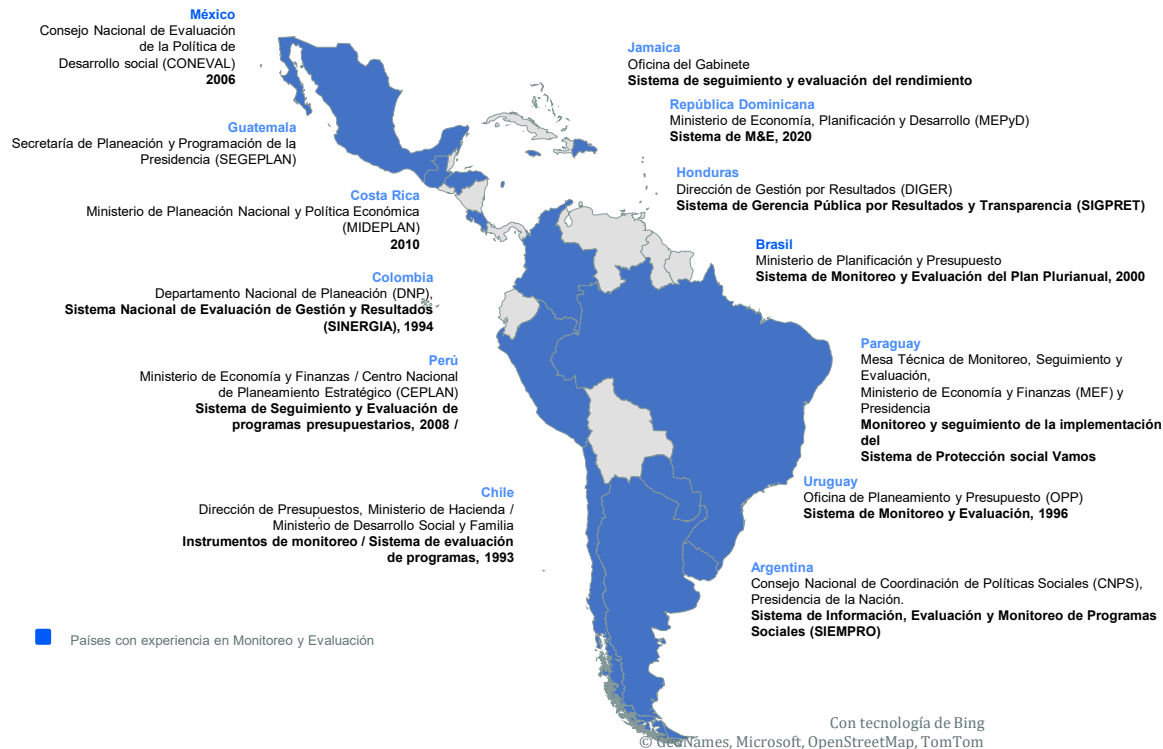 México
Consejo Nacional de Evaluación
de la Política de
Desarrollo social (CONEVAL)
2006
Guatemala
Secretaría de Planeación y Programación de la
Presidencia (SEGEPLAN)
Costa Rica
Ministerio de Planeación Nacional y Política Económica
(MIDEPLAN)
2010
Colombia
Departamento Nacional de Planeación (DNP),
Sistema Nacional de Evaluación de Gestión y Resultados
(SINERGIA), 1994
Perú
Ministerio de Economía y Finanzas / Centro Nacional
de Planeamiento Estratégico (CEPLAN)
Sistema de Seguimiento y Evaluación de
programas presupuestarios, 2008 /
Chile
Dirección de Presupuestos, Ministerio de Hacienda /
Ministerio de Desarrollo Social y Familia
Instrumentos de monitoreo / Sistema de evaluación
de programas, 1993
Jamaica
Oficina del Gabinete
Sistema de seguimiento y evaluación del rendimiento
República Dominicana
Ministerio de Economía, Planificación y Desarrollo (MEPyD)
Sistema de M&E, 2020
Honduras
Dirección de Gestión por Resultados (DIGER)
Sistema de Gerencia Pública por Resultados y Transparencia (SIGPRET)
Brasil
Ministerio de Planificación y Presupuesto
Sistema de Monitoreo y Evaluación del Plan Plurianual, 2000
Paraguay
Mesa Técnica de Monitoreo, Seguimiento y
Evaluación,
Ministerio de Economía y Finanzas (MEF) y
Presidencia
Monitoreo y seguimiento de la implementación
del
Sistema de Protección social Vamos
Uruguay
Oficina de Planeamiento y Presupuesto (OPP)
Sistema de Monitoreo y Evaluación, 1996
Argentina
Consejo Nacional de Coordinación de Políticas Sociales (CNPS),
Presidencia de la Nación.
Sistema de Información, Evaluación y Monitoreo de Programas
Sociales (SIEMPRO)
Países con experiencia en Monitoreo y Evaluación
Con tecnología de Bing
© GeoNames, Microsoft, OpenStreetMap, TomTom